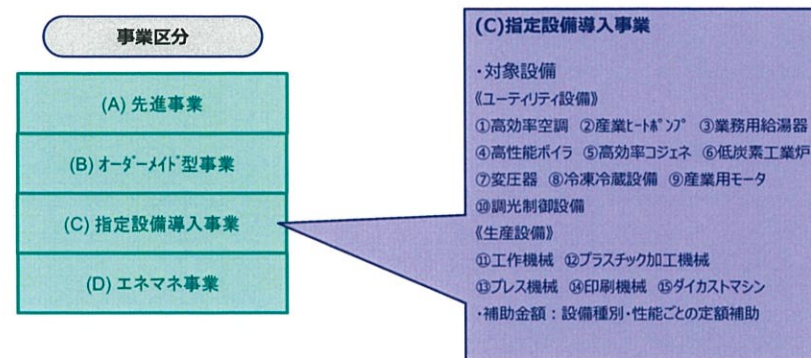 事業区分
(A) 先進事業
(B) オーダーメイド型事業
(C) 指定設備導入事業
(D) エネマネ事業
(C)指定設備導入事業
・対象設備
《ユーティリティ設備》
①高効率空調 ②産業ヒートポンプ ③業務用給湯器
④高性能ボイラ ⑤高効率コジェネ ⑥低炭素工業炉
⑦変圧器 ⑧冷凍冷蔵設備 ⑨産業用モータ
⑩調光制御設備
《生産設備》
⑪工作機械 ⑫プラスチック加工機械
⑬プレス機械 ⑭印刷機械 ⑮ダイカストマシン
・補助金額：設備種別・性能ごとの定額補助